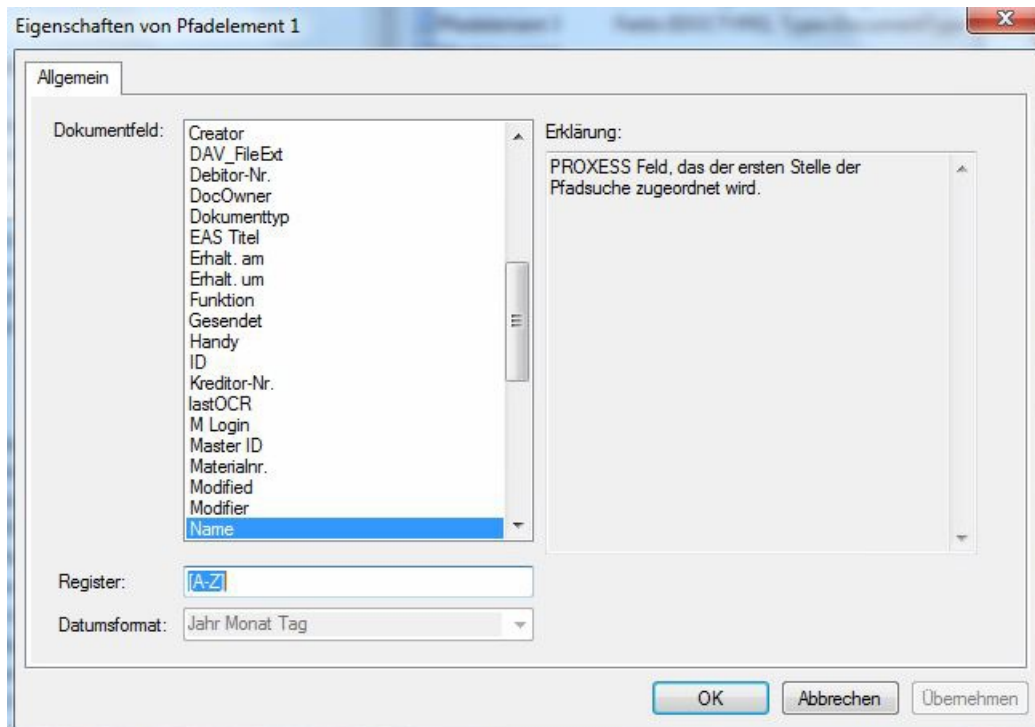 Eigenschaften von Pfadelement 1
Allgemein
Dokumentfeld:
Creator
DAV_FileExt
Debitor-Nr.
DocOwner
Dokumenttyp
EAS Titel
Erhalt. am
Erhalt. um
Funktion
Gesendet
Handy
ID
Kreditor-Nr.
lastOCR
M Login
Master ID
Materialnr.
Modified
Modifier
Name
Erklärung:
PROXESS Feld, das der ersten Stelle der
Pfadsuche zugeordnet wird.
Register: [A-Z]
Datumsformat: Jahr Monat Tag
OK Abbrechen Übernehmen